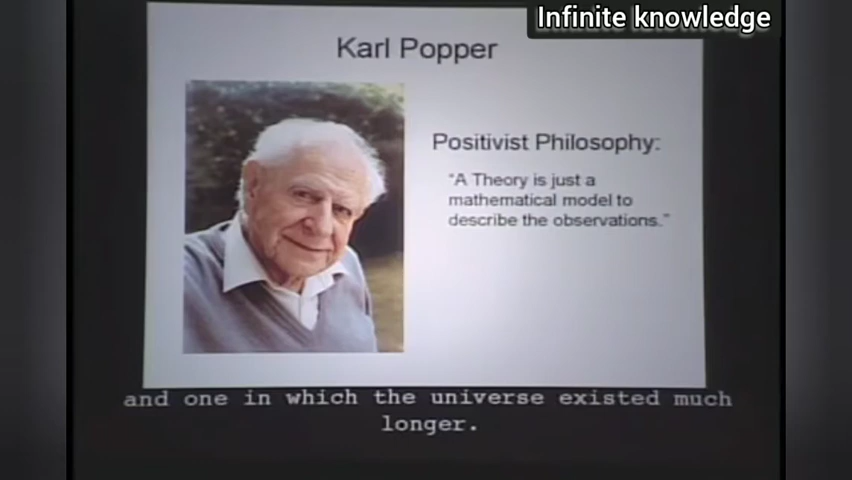 Infinite knowledge
Karl Popper
Positivist Philosophy:
"A Theory is just a
mathematical model to
describe the observations."
and one in which the universe existed much
longer.